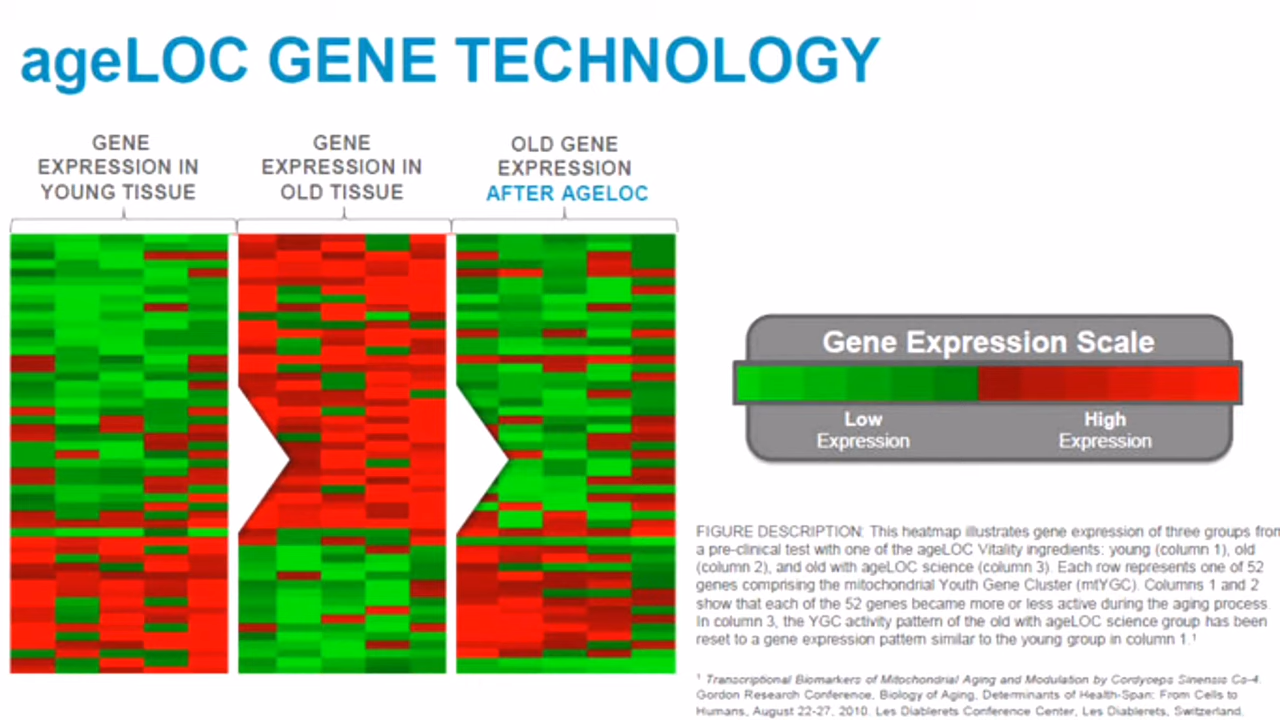 ageLOC GENE TECHNOLOGY
GENE
EXPRESSION IN
YOUNG TISSUE
GENE
EXPRESSION IN
OLD TISSUE
OLD GENE
EXPRESSION
AFTER AGELOC
Gene Expression Scale
Low
Expression
High
Expression
FIGURE DESCRIPTION: This heatmap illustrates gene expression of three groups from
a pre-clinical test with one of the ageLOC Vitality ingredients: young (column 1), old
(column 2), and old with ageLOC science (column 3). Each row represents one of 52
genes comprising the mitochondrial Youth Gene Cluster (mtYGC). Columns 1 and 2
show that each of the 52 genes became more or less active during the aging process.
In column 3, the YGC activity pattern of the old with ageLOC science group has been
reset to a gene expression pattern similar to the young group in column 1.¹
¹ Transcriptional Biomarkers of Mitochondrial Aging and Modulation by Cordyceps Sinensis Cs-4.
Gordon Research Conference, Biology of Aging, Determinants of Health-Span: From Cells to
Humans, August 22-27, 2010. Les Diablerets Conference Center, Les Diablerets, Switzerland.